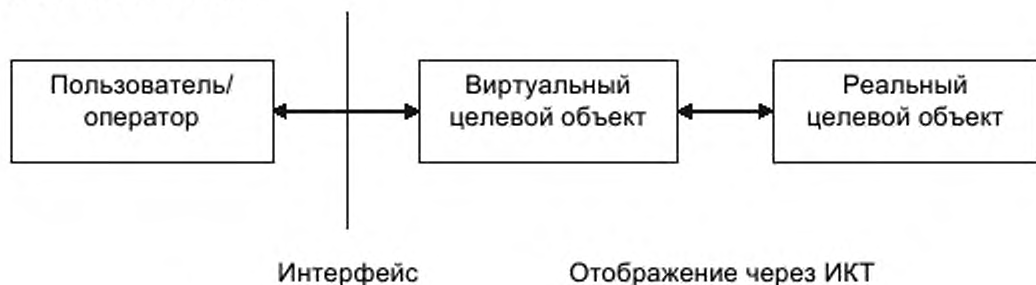 Пользователь/
оператор
Виртуальный
целевой объект
Реальный
целевой объект
Интерфейс
Отображение через ИКТ